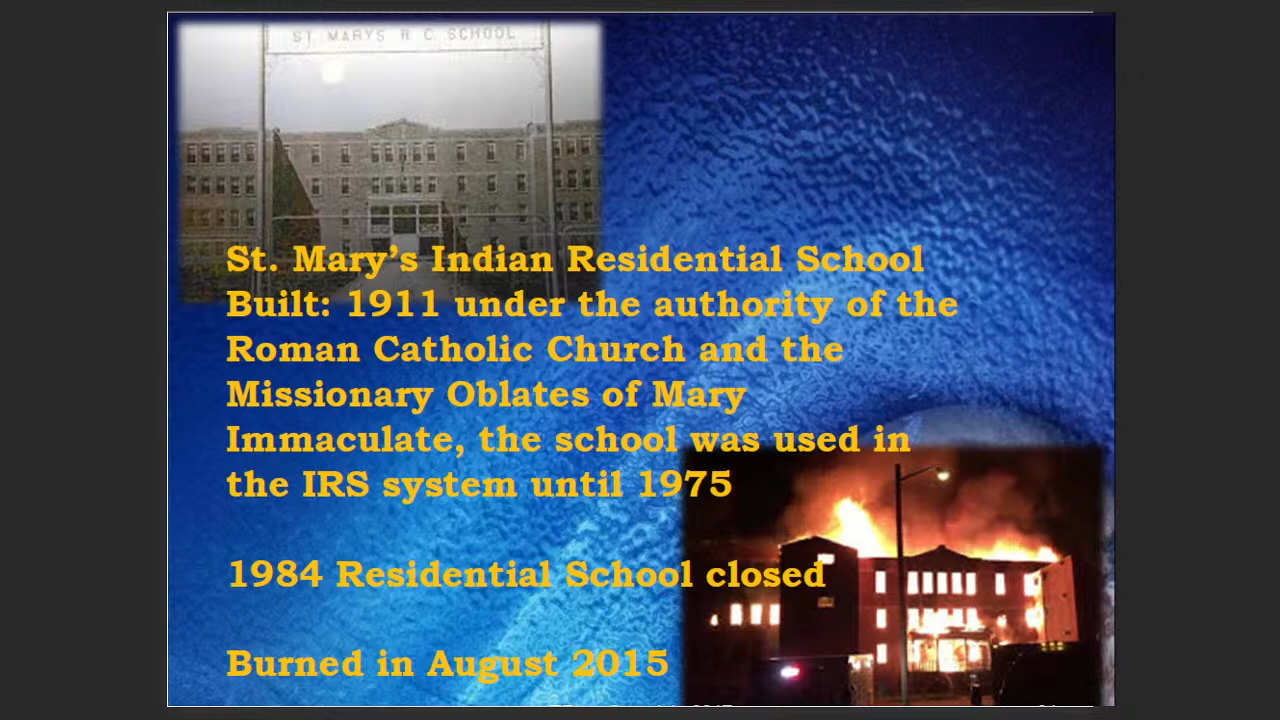 ST MARYS R C SCHOOL
St. Mary’s Indian Residential School
Built: 1911 under the authority of the
Roman Catholic Church and the
Missionary Oblates of Mary
Immaculate, the school was used in
the IRS system until 1975
1984 Residential School closed
Burned in August 2015